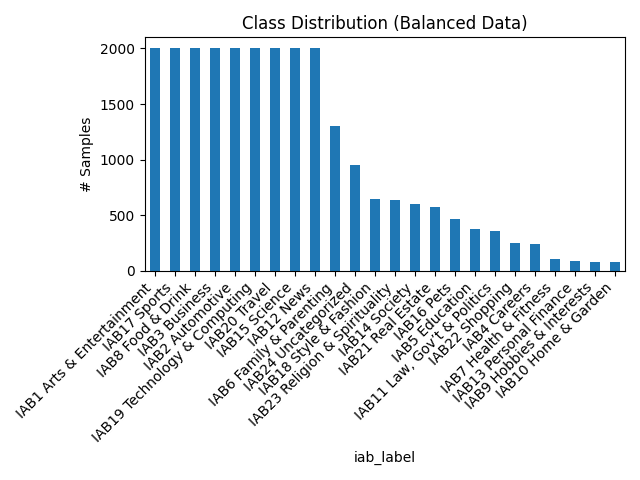 Class Distribution (Balanced Data)
2000
1500
1000
500
0
# Samples
IAB1 Arts & Entertainment
IAB17 Sports
IAB8 Food & Drink
IAB3 Business
IAB2 Automotive
IAB19 Technology & Computing
IAB20 Travel
IAB15 Science
IAB12 News
IAB6 Family & Parenting
IAB24 Uncategorized
IAB18 Style & Fashion
IAB23 Religion & Spirituality
IAB14 Society
IAB21 Real Estate
IAB16 Pets
IAB5 Education
IAB11 Law, Gov't & Politics
IAB22 Shopping
IAB4 Careers
IAB7 Health & Fitness
IAB13 Personal Finance
IAB9 Hobbies & Interests
IAB10 Home & Garden
iab_label